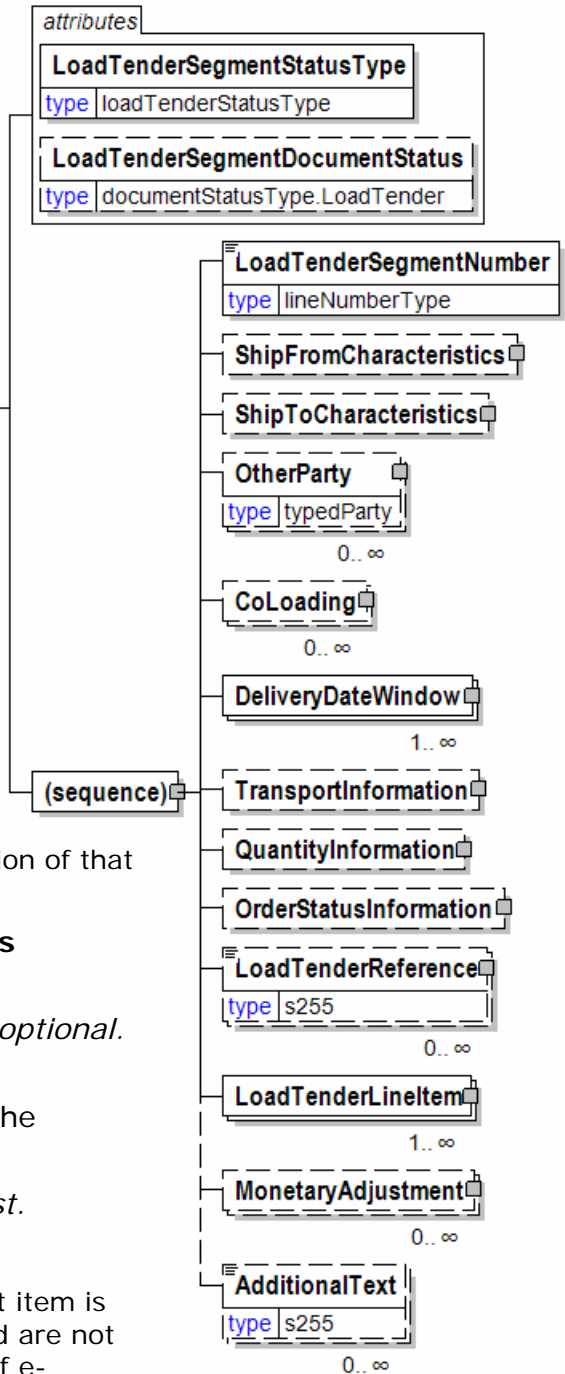 attributes
LoadTenderSegmentStatusType
type loadTenderStatusType
LoadTenderSegmentDocumentStatus
type documentStatusType.LoadTender
LoadTenderSegmentNumber
type lineNumberType
ShipFromCharacteristics
ShipToCharacteristics
OtherParty
type typedParty
0.. ∞
CoLoading
0.. ∞
DeliveryDateWindow
1.. ∞
(sequence)
TransportInformation
QuantityInformation
OrderStatusInformation
LoadTenderReference
type s255
0.. ∞
LoadTenderLineItem
1.. ∞
MonetaryAdjustment
0.. ∞
AdditionalText
type s255
0.. ∞
ion of that
s
optional.
he
st.
t item is
d are not
f e-